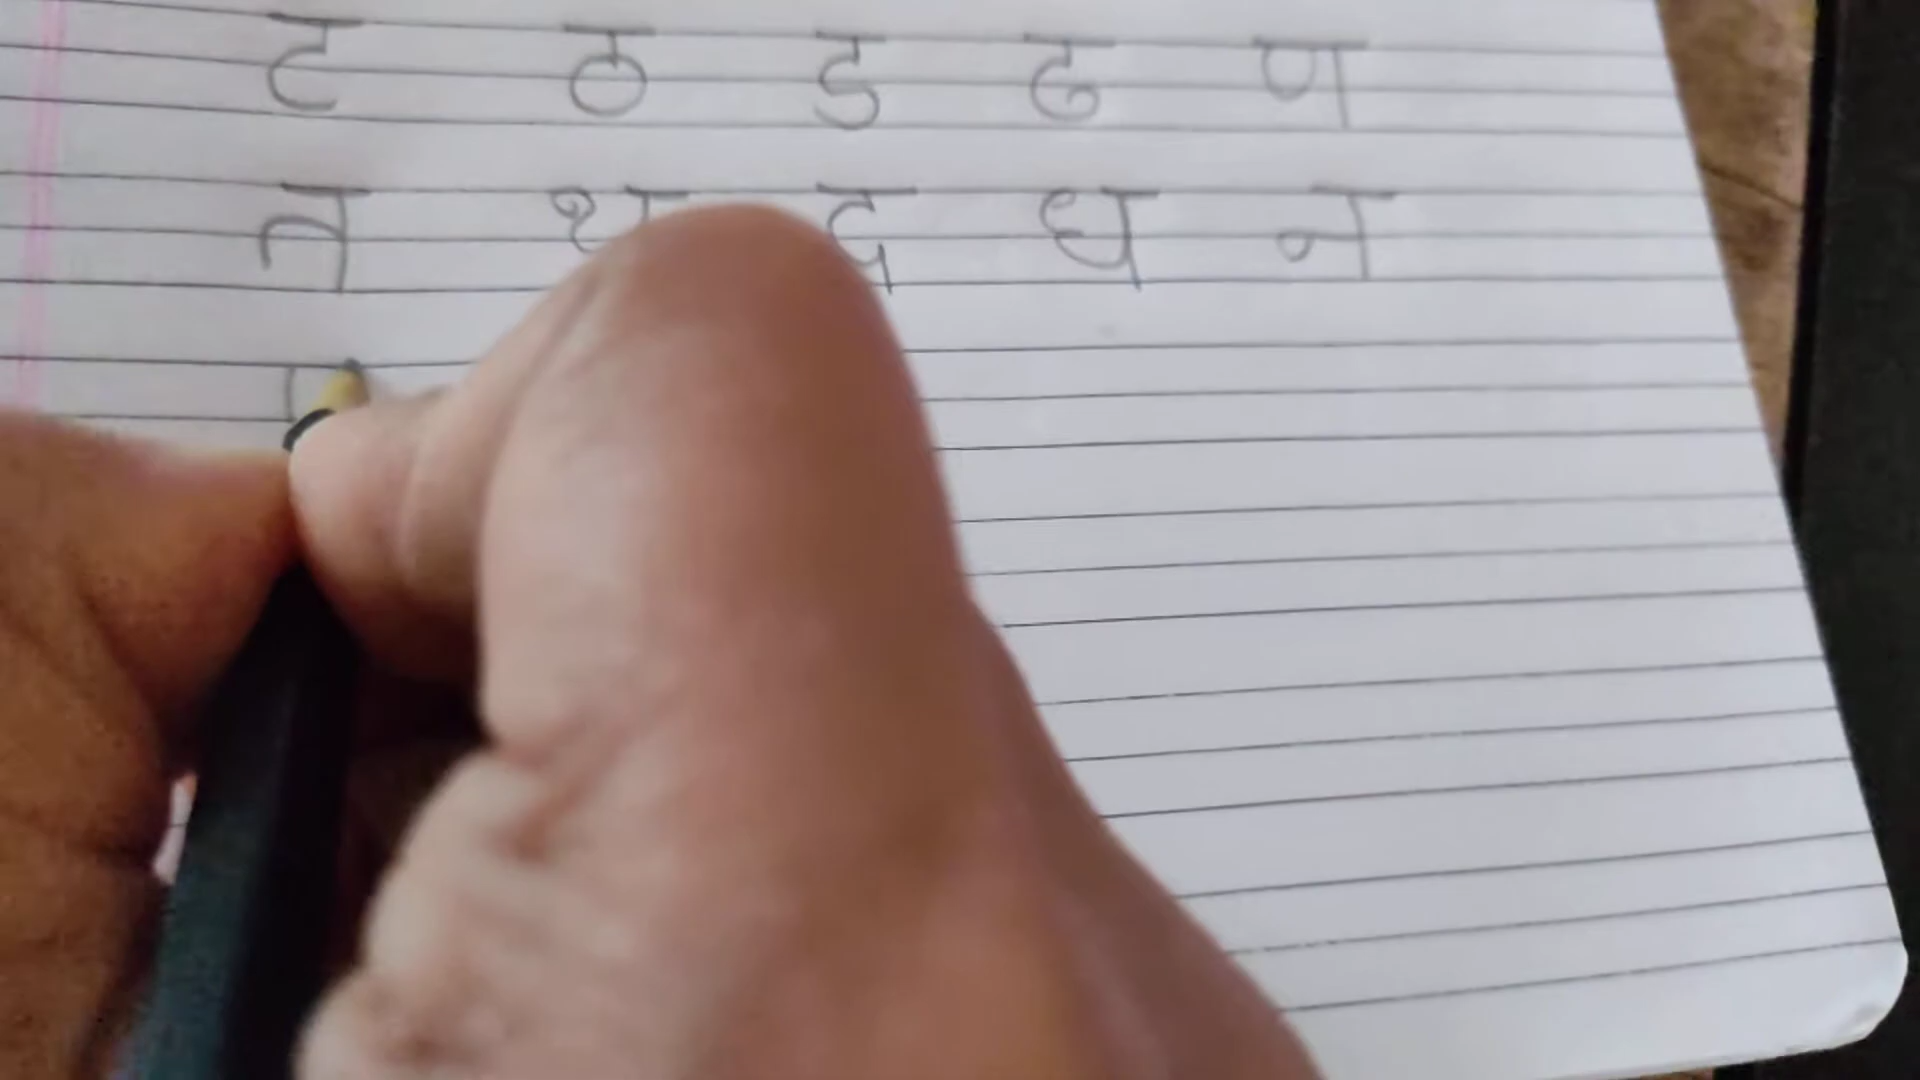 ट ठ ड ढ ण
त थ द ध न